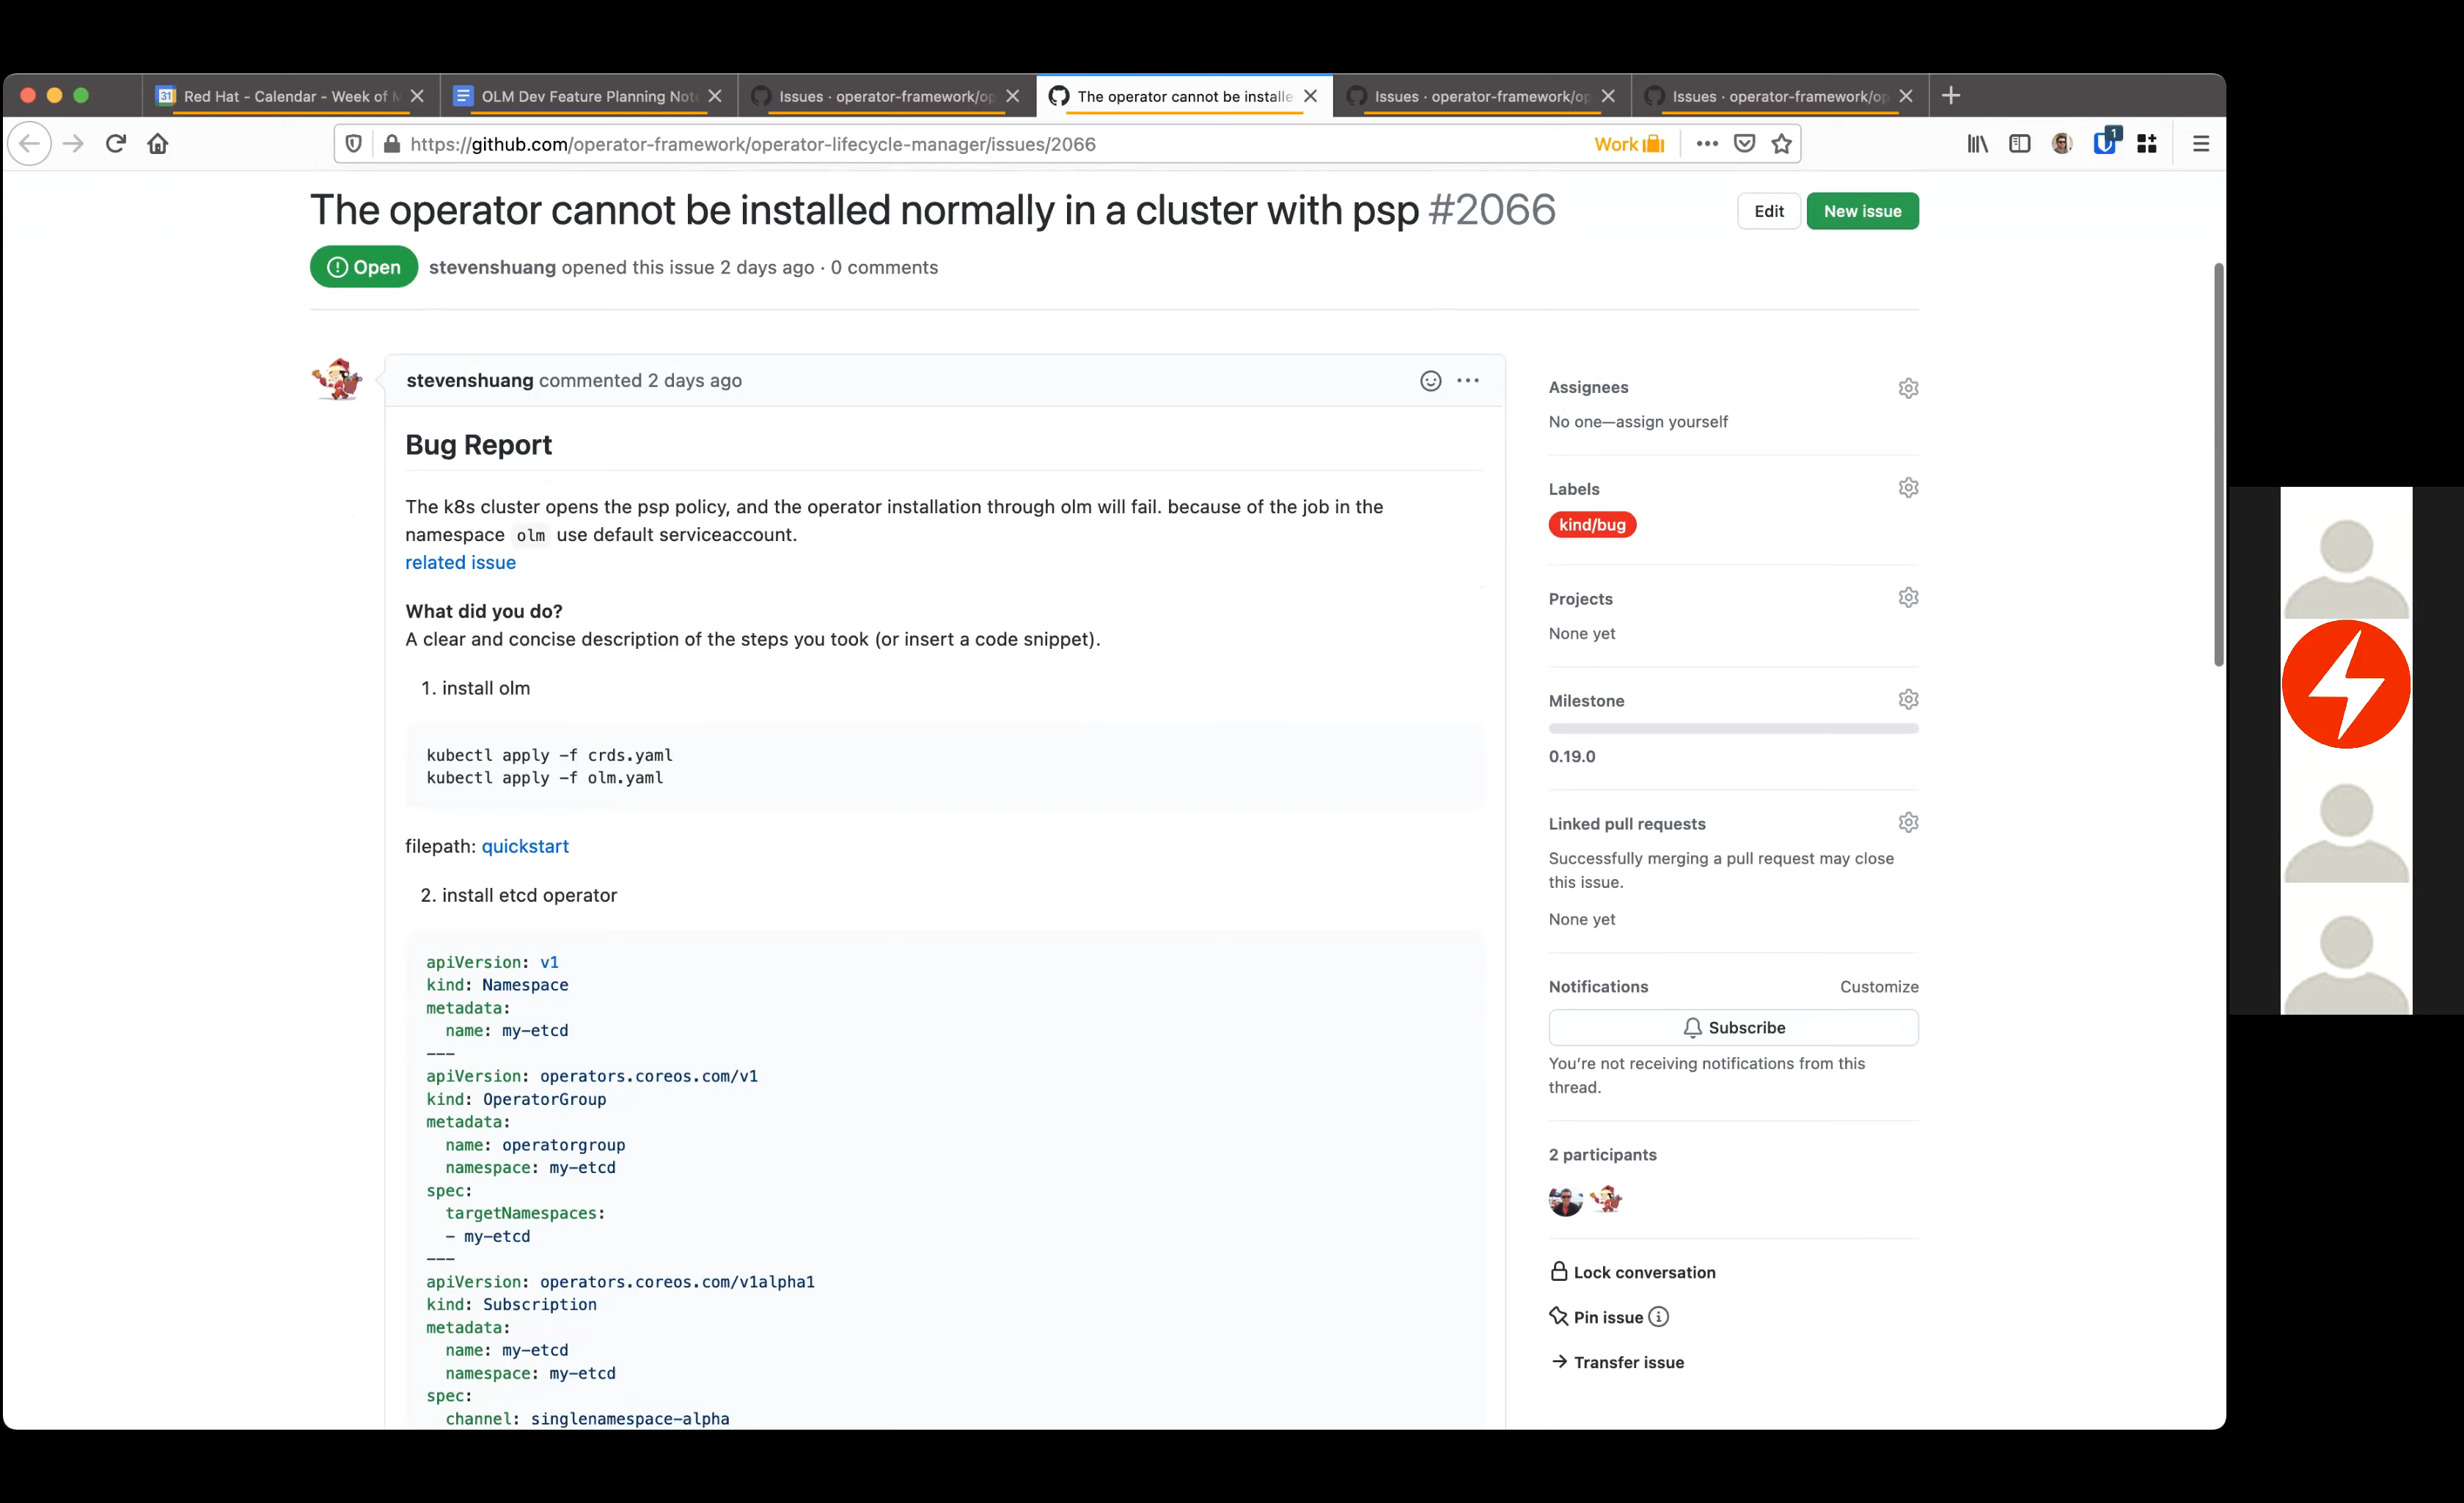 Red Hat - Calendar - Week of M
OLM Dev Feature Planning Note
Issues · operator-framework/op
The operator cannot be installe
Issues · operator-framework/op
Issues · operator-framework/op
https://github.com/operator-framework/operator-lifecycle-manager/issues/2066
Work
1
The operator cannot be installed normally in a cluster with psp #2066
Edit
New issue
Open
stevenshuang opened this issue 2 days ago · 0 comments
stevenshuang commented 2 days ago
Bug Report
The k8s cluster opens the psp policy, and the operator installation through olm will fail. because of the job in the
namespace olm use default serviceaccount.
related issue
What did you do?
A clear and concise description of the steps you took (or insert a code snippet).
1. install olm
kubectl apply -f crds.yaml
kubectl apply -f olm.yaml
filepath: quickstart
2. install etcd operator
apiVersion: v1
kind: Namespace
metadata:
name: my-etcd
---
apiVersion: operators.coreos.com/v1
kind: OperatorGroup
metadata:
name: operatorgroup
namespace: my-etcd
spec:
targetNamespaces:
- my-etcd
---
apiVersion: operators.coreos.com/v1alpha1
kind: Subscription
metadata:
name: my-etcd
namespace: my-etcd
spec:
channel: singlenamespace-alpha
Assignees
No one—assign yourself
Labels
kind/bug
Projects
None yet
Milestone
0.19.0
Linked pull requests
Successfully merging a pull request may close
this issue.
None yet
Notifications
Customize
Subscribe
You're not receiving notifications from this
thread.
2 participants
Lock conversation
Pin issue
Transfer issue